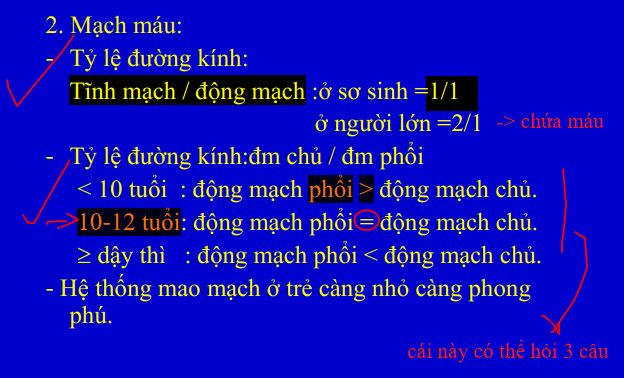 2. Mạch máu:
- Tỷ lệ đường kính:
Tĩnh mạch / động mạch :ở sơ sinh =1/1
ở người lớn =2/1 -> chứa máu
- Tỷ lệ đường kính:đm chủ / đm phổi
< 10 tuổi : động mạch phổi > động mạch chủ.
10-12 tuổi: động mạch phổi = động mạch chủ.
≥ dậy thì : động mạch phổi < động mạch chủ.
- Hệ thống mao mạch ở trẻ càng nhỏ càng phong
phú.
cái này có thể hỏi 3 câu